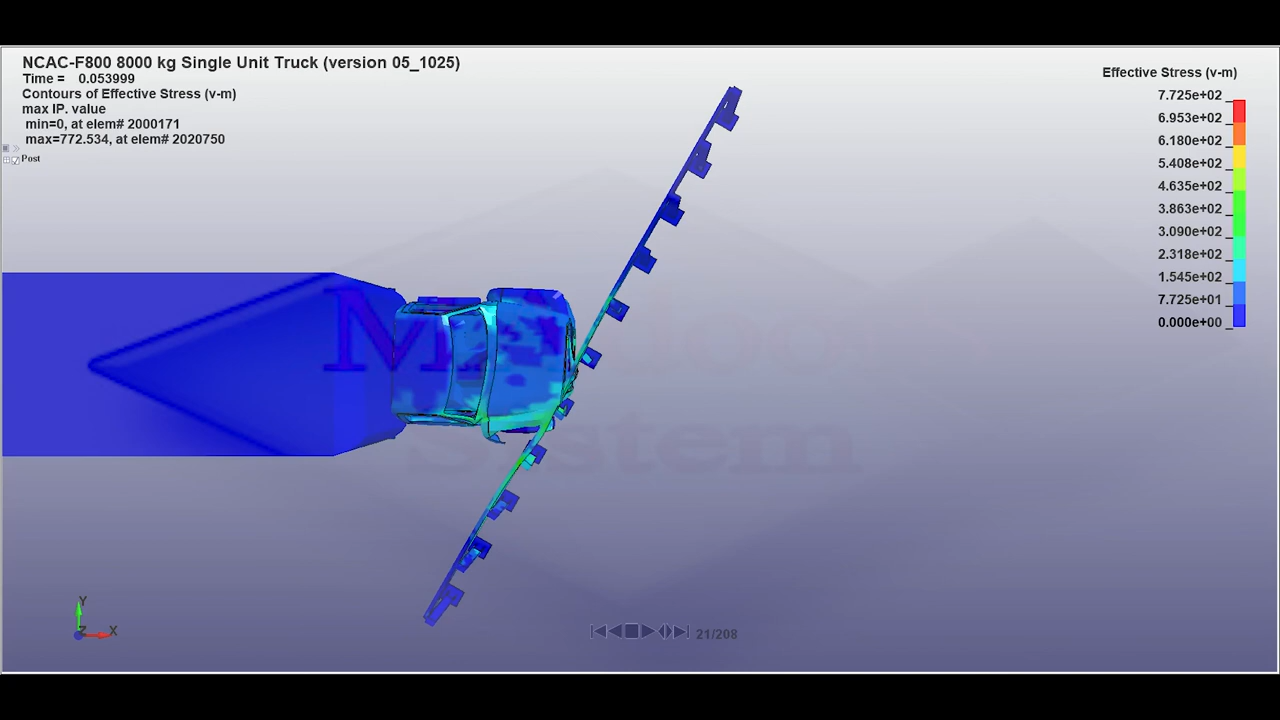 NCAC-F800 8000 kg Single Unit Truck (version 05_1025)
Time = 0.053999
Contours of Effective Stress (v-m)
max IP. value
min=0, at elem# 2000171
max=772.534, at elem# 2020750
Post
Effective Stress (v-m)
7.725e+02
6.953e+02
6.180e+02
5.408e+02
4.635e+02
3.863e+02
3.090e+02
2.318e+02
1.545e+02
7.725e+01
0.000e+00
System
Y
Z X
21/208